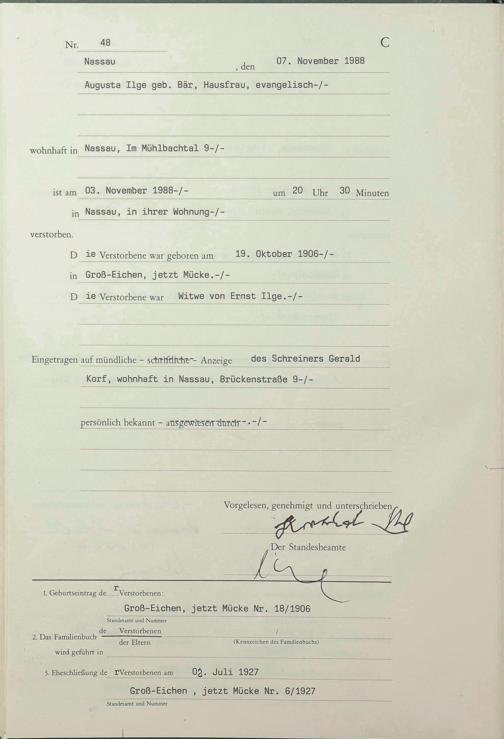 Nr. 48 C
Nassau , den 07. November 1988
Auguste Ilge geb. Bär, Hausfrau, evangelisch-/-
wohnhaft in Nassau, Im Mühlbachtal 9-/-
ist am 03. November 1988-/- um 20 Uhr 30 Minuten
in Nassau, in ihrer Wohnung-/-
verstorben.
D ie Verstorbene war geboren am 19. Oktober 1906-/-
in Groß-Eichen, jetzt Mücke.-/-
D ie Verstorbene war Witwe von Ernst Ilge.-/-
Eingetragen auf mündliche – schriftliche – Anzeige des Schreiners Gerald
Korf, wohnhaft in Nassau, Brückenstraße 9-/-
persönlich bekannt – ausgewiesen durch -.-/-
Vorgelesen, genehmigt und unterschrieben
Der Standesbeamte
1. Geburtseintrag de r Verstorbenen:
Groß-Eichen, jetzt Mücke Nr. 18/1906
Standesamt und Nummer
2. Das Familienbuch de Verstorbenen /
der Eltern (Kennzeichen des Familienbuchs)
wird geführt in
3. Eheschließung de r Verstorbenen am 02. Juli 1927
Groß-Eichen , jetzt Mücke Nr. 6/1927
Standesamt und Nummer